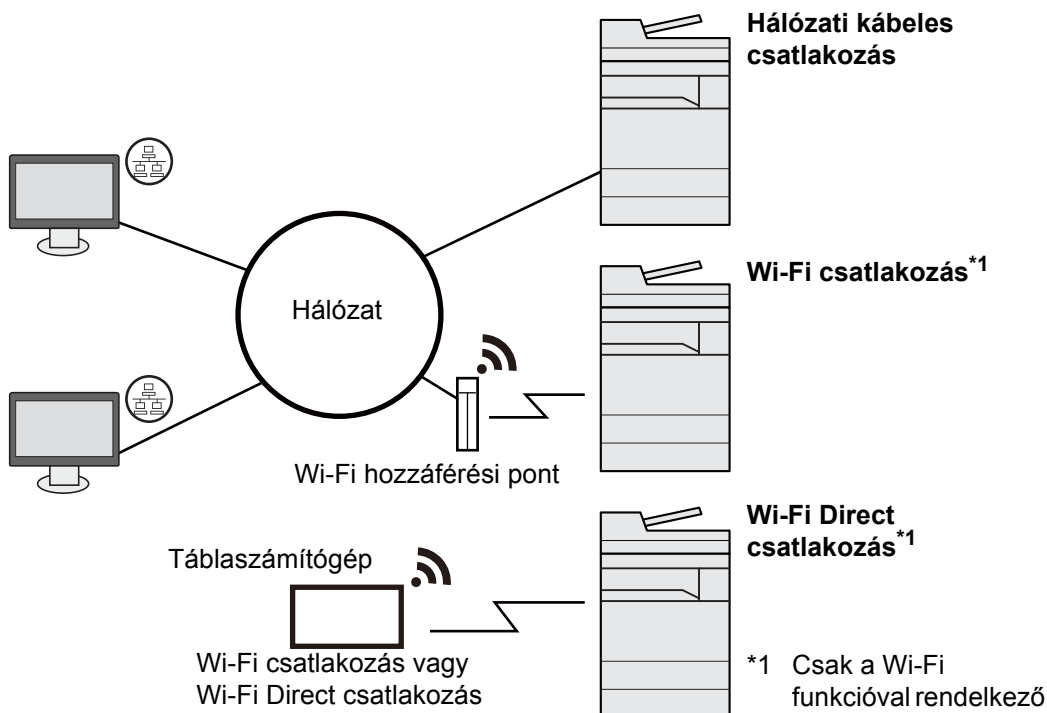 Hálózati kábeles
csatlakozás
Hálózat
Wi-Fi csatlakozás*1
Wi-Fi hozzáférési pont
Wi-Fi Direct
csatlakozás*1
Táblaszámítógép
Wi-Fi csatlakozás vagy
Wi-Fi Direct csatlakozás
*1 Csak a Wi-Fi
funkcióval rendelkező